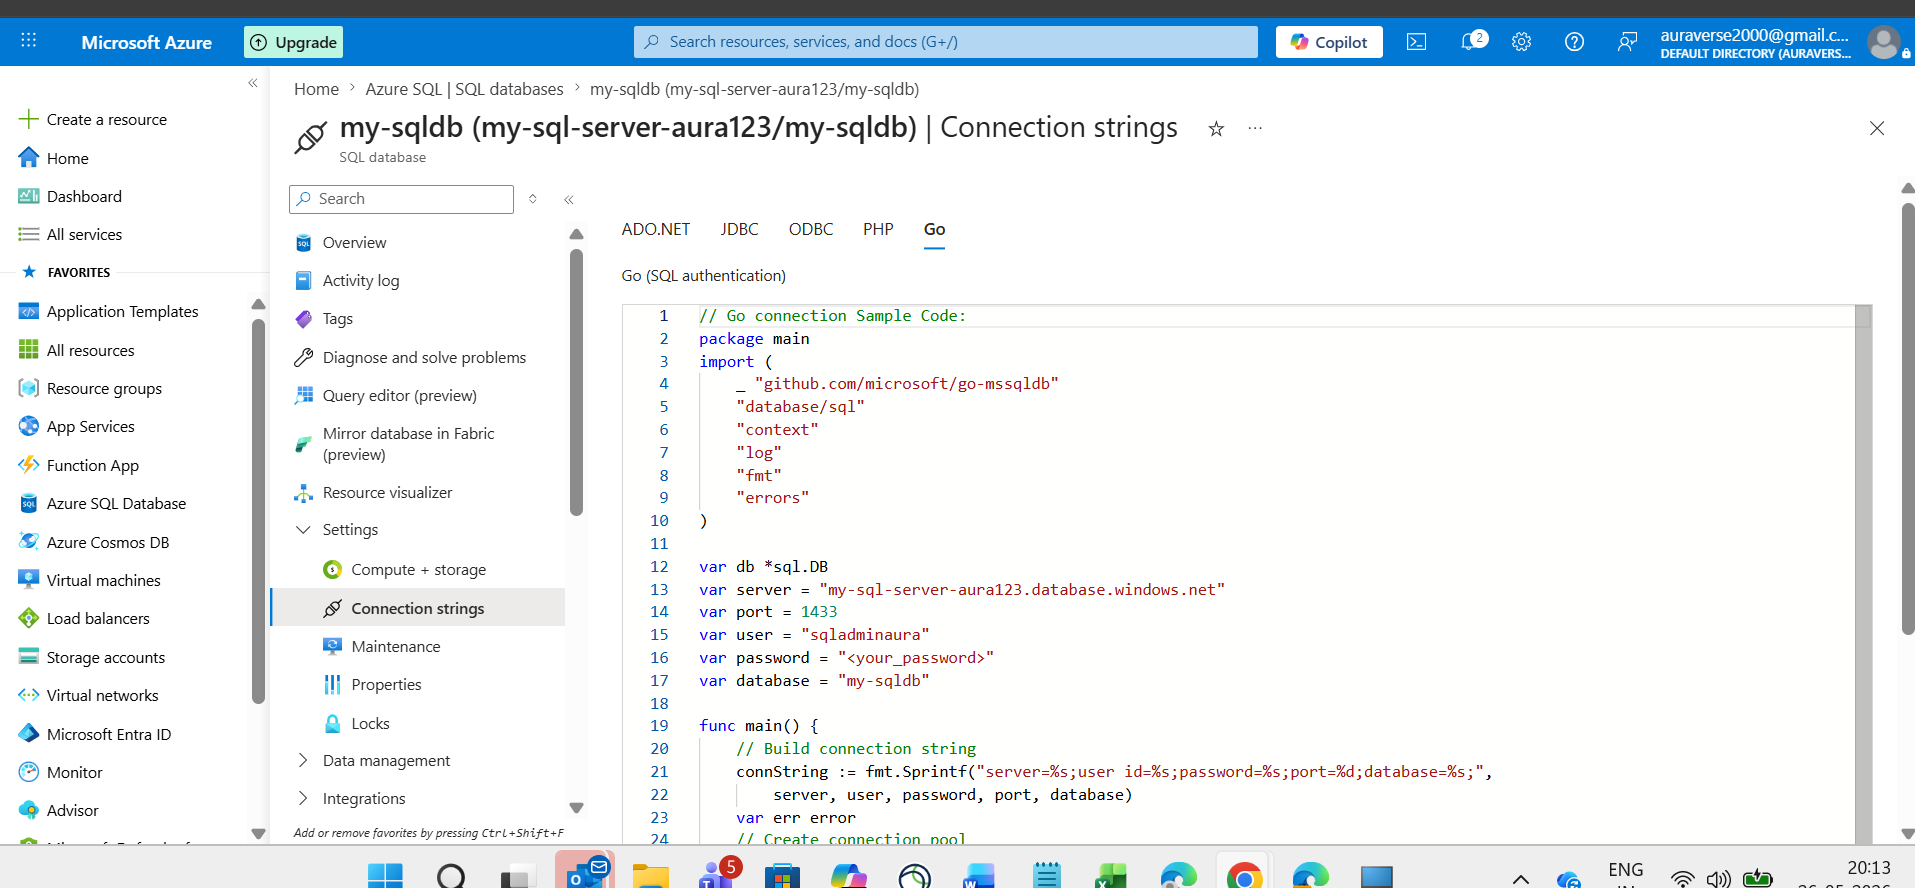 Microsoft Azure
Upgrade
Search resources, services, and docs (G+/)
Copilot
2
auraverse2000@gmail.c...
DEFAULT DIRECTORY (AURAVERS...
Create a resource
Home
Dashboard
All services
FAVORITES
Application Templates
All resources
Resource groups
App Services
Function App
Azure SQL Database
Azure Cosmos DB
Virtual machines
Load balancers
Storage accounts
Virtual networks
Microsoft Entra ID
Monitor
Advisor
Home > Azure SQL | SQL databases > my-sqldb (my-sql-server-aura123/my-sqldb)
my-sqldb (my-sql-server-aura123/my-sqldb) | Connection strings
SQL database
Search
Overview
Activity log
Tags
Diagnose and solve problems
Query editor (preview)
Mirror database in Fabric
(preview)
Resource visualizer
Settings
Compute + storage
Connection strings
Maintenance
Properties
Locks
Data management
Integrations
Add or remove favorites by pressing Ctrl+Shift+F
ADO.NET JDBC ODBC PHP Go
Go (SQL authentication)
1 // Go connection Sample Code:
2 package main
3 import (
4 _ "github.com/microsoft/go-mssqldb"
5 "database/sql"
6 "context"
7 "log"
8 "fmt"
9 "errors"
10 )
11
12 var db *sql.DB
13 var server = "my-sql-server-aura123.database.windows.net"
14 var port = 1433
15 var user = "sqladminaura"
16 var password = "<your_password>"
17 var database = "my-sqldb"
18
19 func main() {
20 // Build connection string
21 connString := fmt.Sprintf("server=%s;user id=%s;password=%s;port=%d;database=%s;",
22 server, user, password, port, database)
23 var err error
24 // Create connection pool
5
ENG
20:13